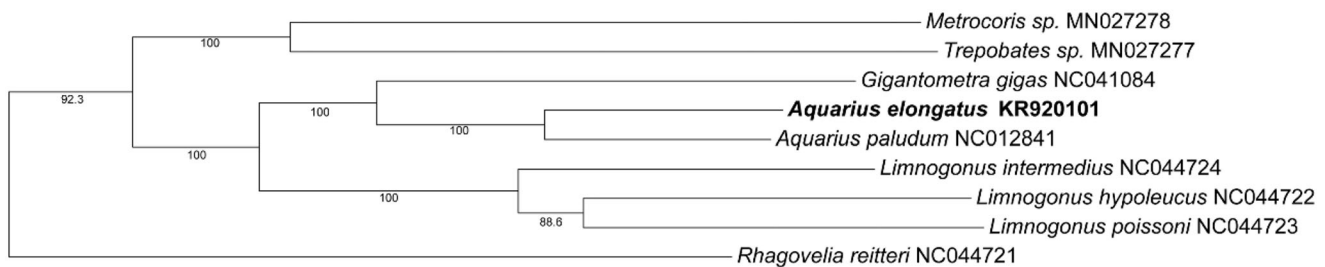 Metrocoris sp. MN027278
100
Trepobates sp. MN027277
Gigantometra gigas NC041084
92.3
100
Aquarius elongatus KR920101
100
Aquarius paludum NC012841
100
Limnogonus intermedius NC044724
100
Limnogonus hypoleucus NC044722
88.6
Limnogonus poissoni NC044723
Rhagovelia reitteri NC044721